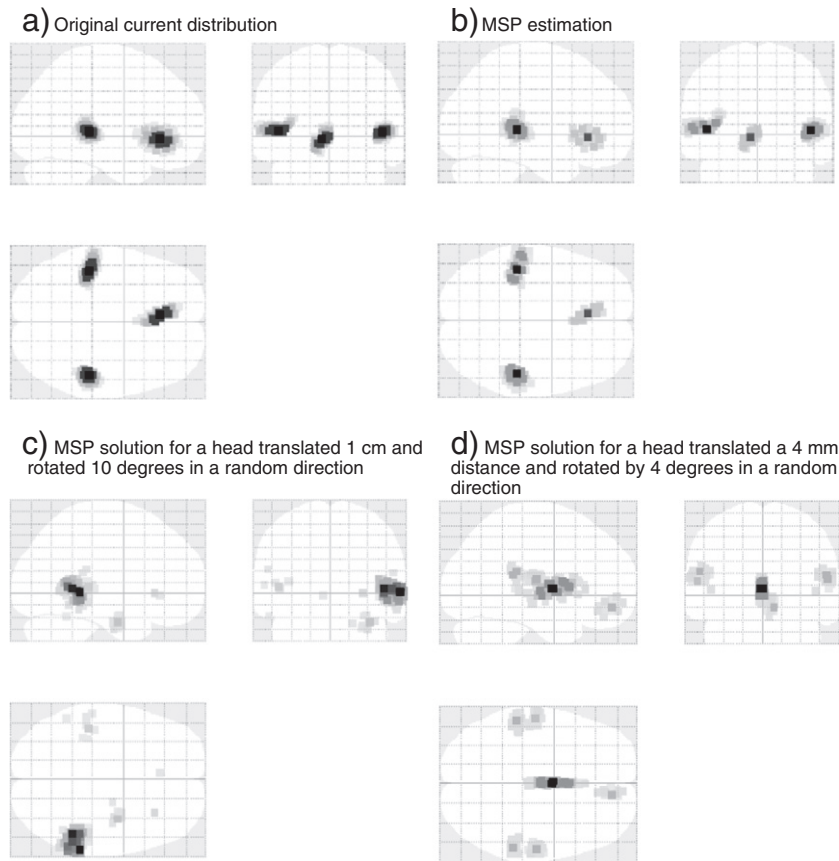 a) Original current distribution
b) MSP estimation
c) MSP solution for a head translated 1 cm and
rotated 10 degrees in a random direction
d) MSP solution for a head translated a 4 mm
distance and rotated by 4 degrees in a random
direction